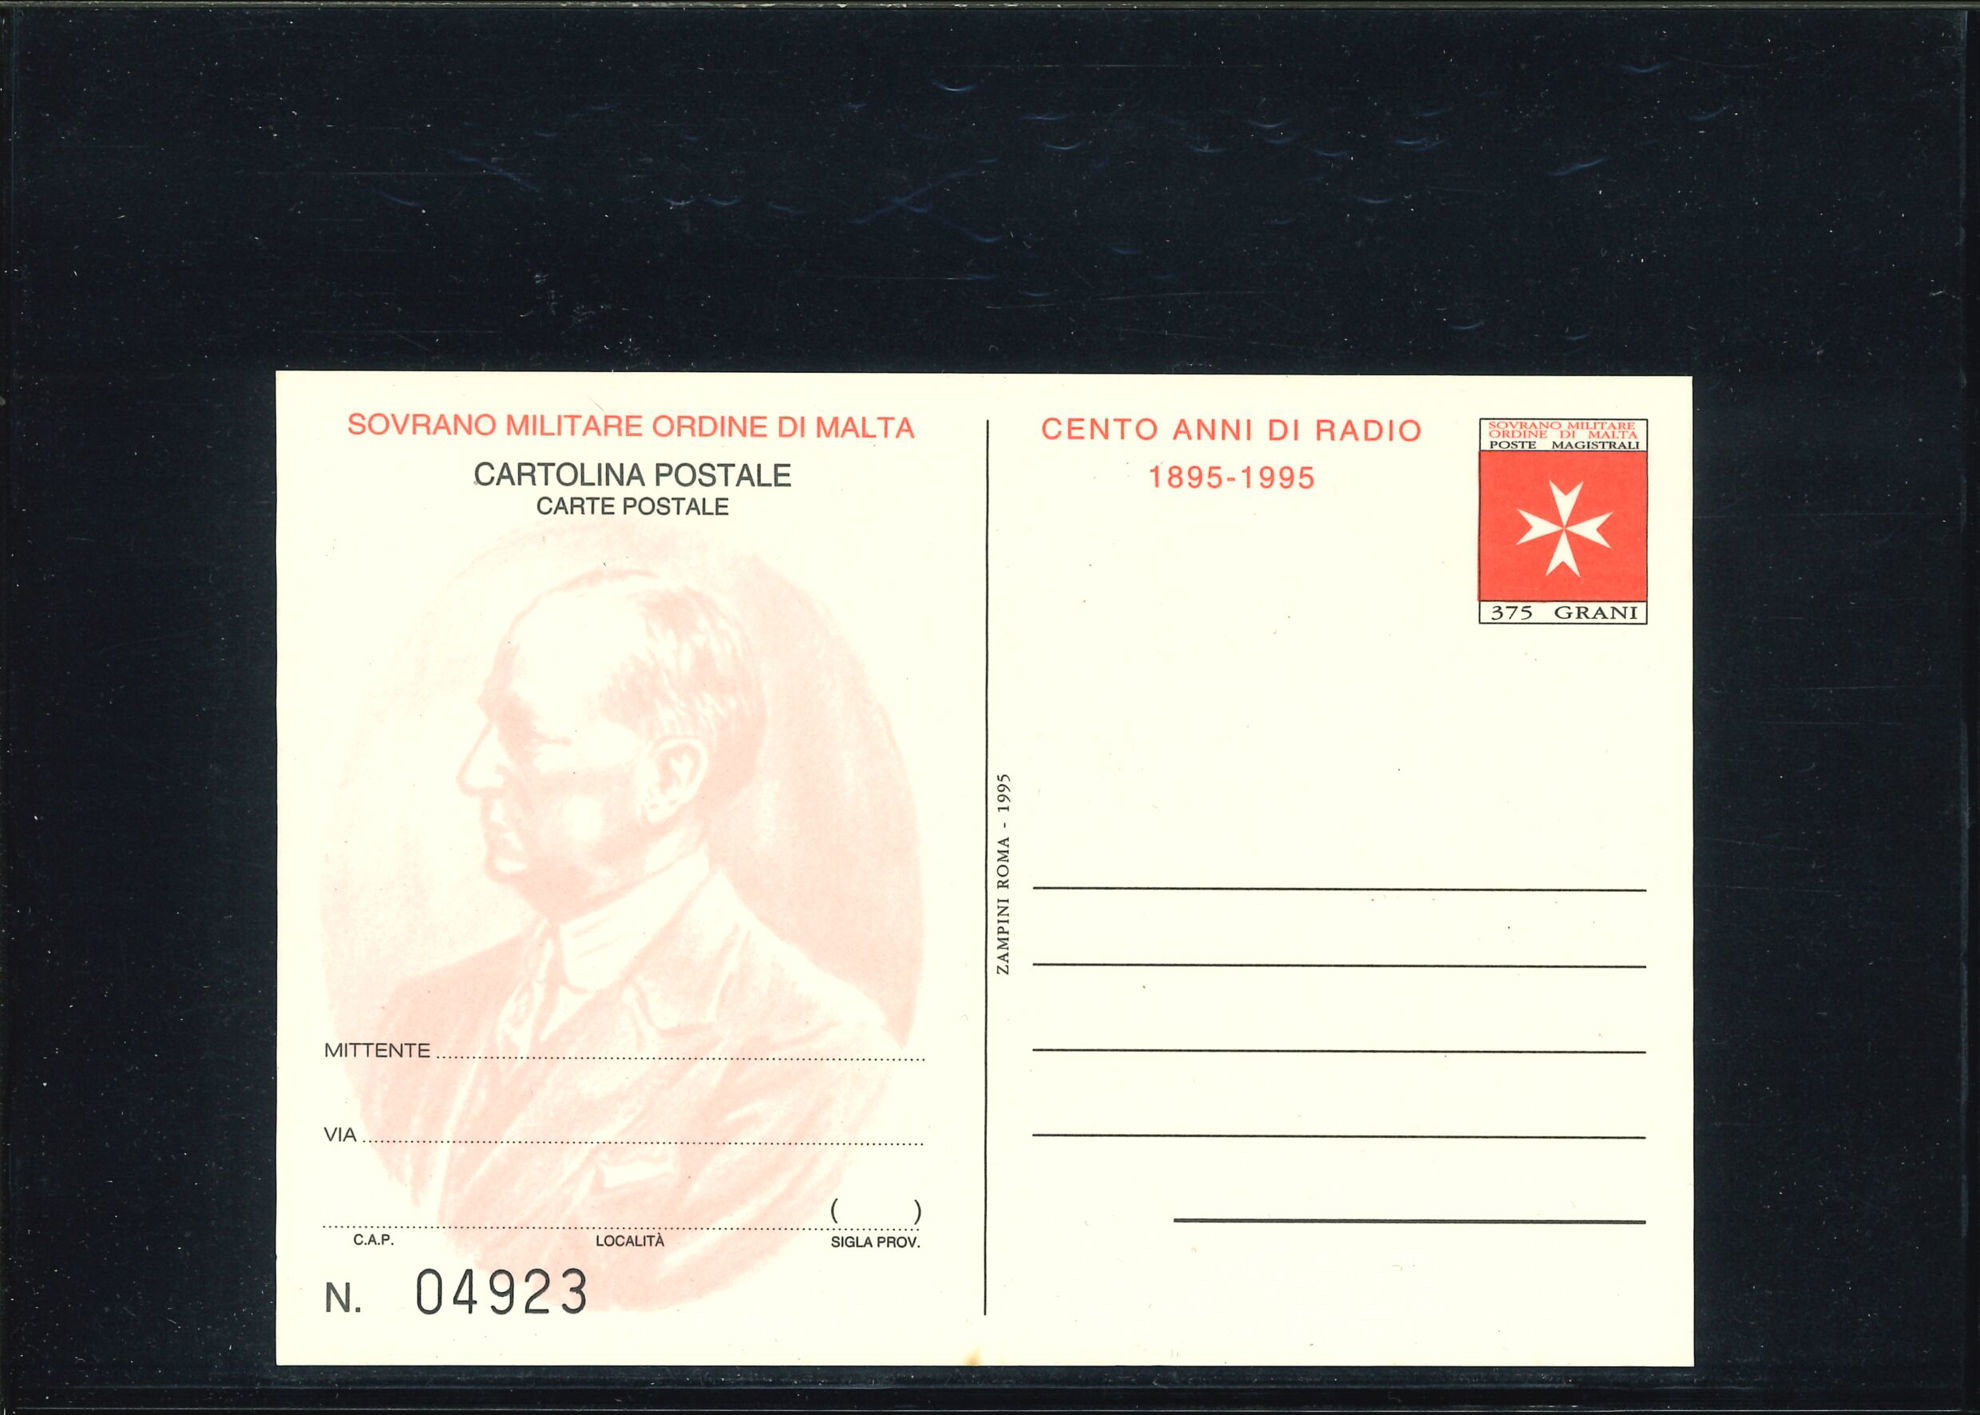 SOVRANO MILITARE ORDINE DI MALTA
CARTOLINA POSTALE
CARTE POSTALE
MITTENTE
VIA
( )
C.A.P. LOCALITÀ SIGLA PROV.
N. 04923
ZAMPINI ROMA - 1995
CENTO ANNI DI RADIO
1895-1995
SOVRANO MILITARE
ORDINE DI MALTA
POSTE MAGISTRALI
375 GRANI